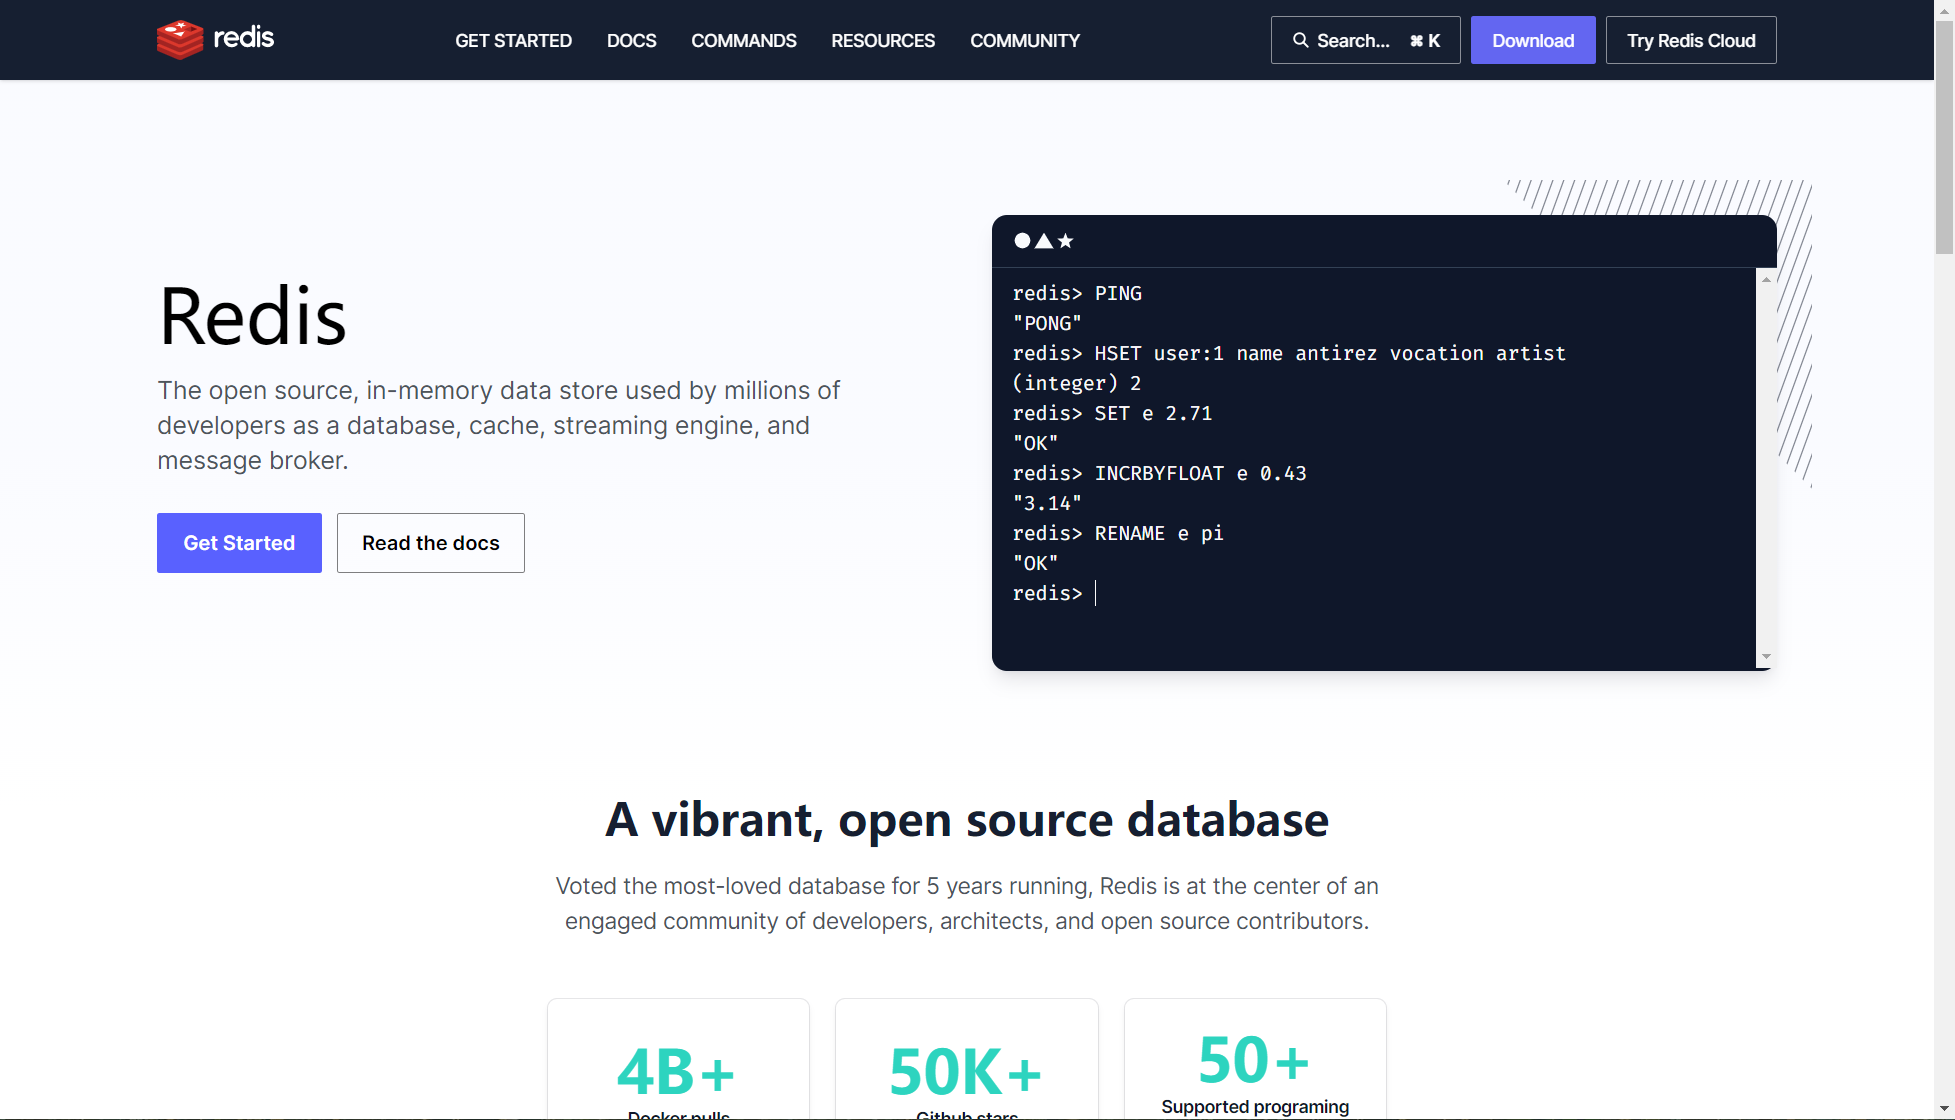 redis
GET STARTED
DOCS
COMMANDS
RESOURCES
COMMUNITY
Search... ⌘ K
Download
Try Redis Cloud
Redis
The open source, in-memory data store used by millions of
developers as a database, cache, streaming engine, and
message broker.
Get Started
Read the docs
redis> PING
"PONG"
redis> HSET user:1 name antirez vocation artist
(integer) 2
redis> SET e 2.71
"OK"
redis> INCRBYFLOAT e 0.43
"3.14"
redis> RENAME e pi
"OK"
redis>
A vibrant, open source database
Voted the most-loved database for 5 years running, Redis is at the center of an
engaged community of developers, architects, and open source contributors.
4B+
Docker pulls
50K+
Github stars
50+
Supported programing